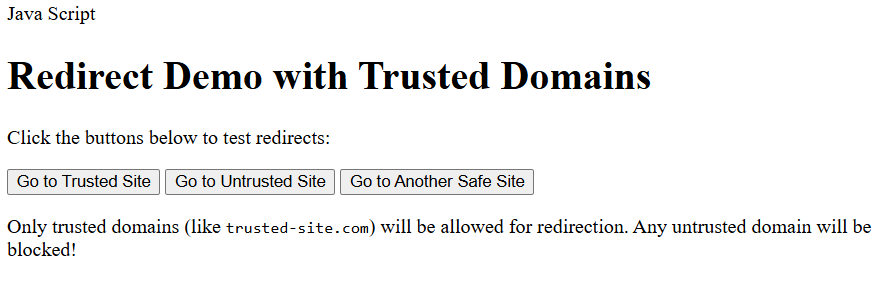 Java Script
Redirect Demo with Trusted Domains
Click the buttons below to test redirects:
Go to Trusted Site Go to Untrusted Site Go to Another Safe Site
Only trusted domains (like trusted-site.com) will be allowed for redirection. Any untrusted domain will be
blocked!